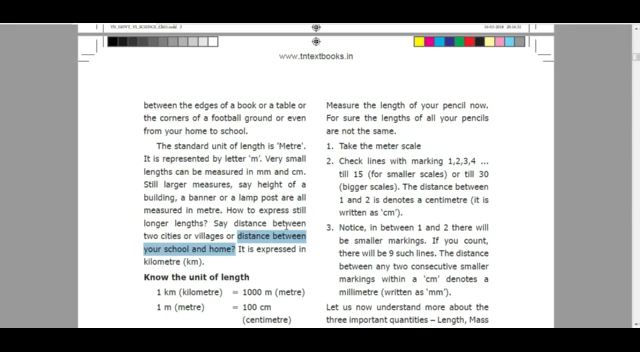 www.tntextbooks.in
between the edges of a book or a table or
the corners of a football ground or even
from your home to school.
The standard unit of length is 'Metre'.
It is represented by letter 'm'. Very small
lengths can be measured in mm and cm.
Still larger measures, say height of a
building, a banner or a lamp post are all
measured in metre. How to express still
longer lengths? Say distance between
two cities or villages or distance between
your school and home? It is expressed in
kilometre (km).
Know the unit of length
1 km (kilometre) = 1000 m (metre)
1 m (metre) = 100 cm
(centimetre)
Measure the length of your pencil now.
For sure the lengths of all your pencils
are not the same.
1. Take the meter scale
2. Check lines with marking 1,2,3,4 ...
till 15 (for smaller scales) or till 30
(bigger scales). The distance between
1 and 2 is denotes a centimetre (it is
written as 'cm').
3. Notice, in between 1 and 2 there will
be smaller markings. If you count,
there will be 9 such lines. The distance
between any two consecutive smaller
markings within a 'cm' denotes a
millimetre (written as 'mm').
Let us now understand more about the
three important quantities – Length, Mass